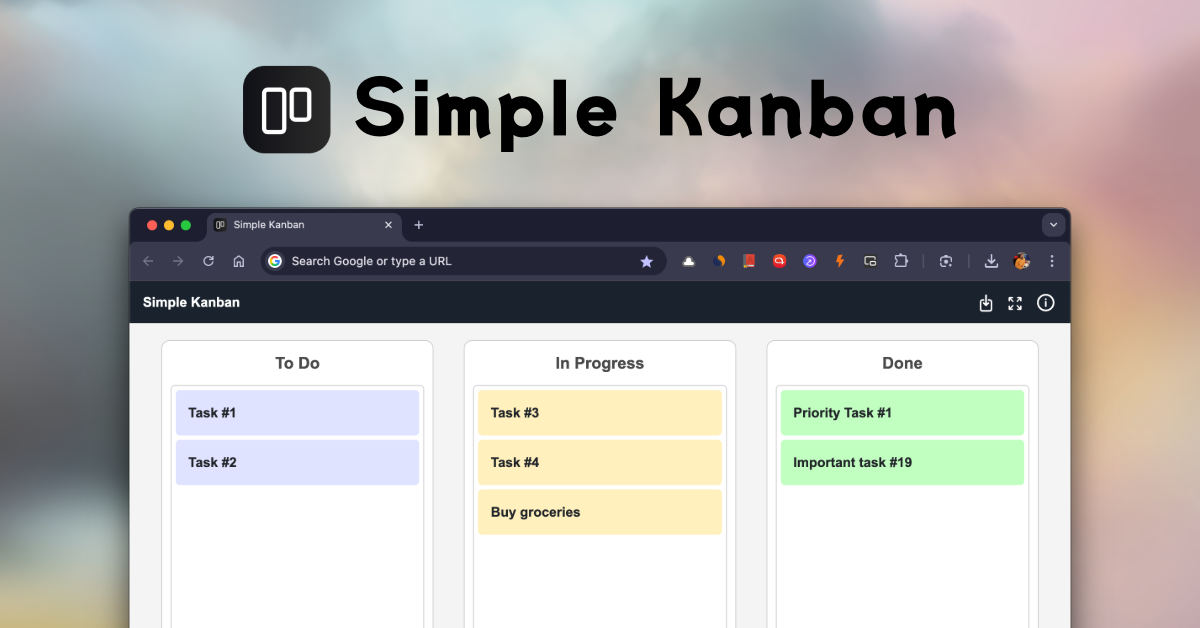 Simple Kanban
Simple Kanban
Search Google or type a URL
Simple Kanban
To Do
Task #1
Task #2
In Progress
Task #3
Task #4
Buy groceries
Done
Priority Task #1
Important task #19